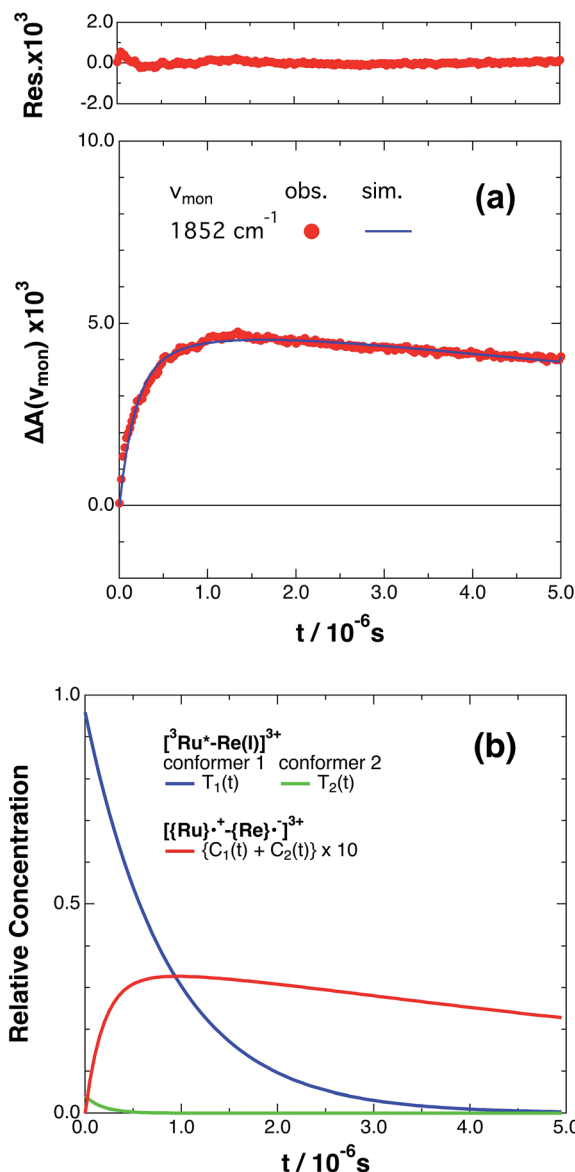 Res.x10³
2.0
0.0
-2.0
(a)
ν_mon obs. sim.
1852 cm⁻¹
ΔA(ν_mon) x10³
10.0
5.0
0.0
0.0 1.0 2.0 3.0 4.0 5.0
t / 10⁻⁶s
(b)
[³Ru*-Re(I)]³⁺
conformer 1 conformer 2
T₁(t) T₂(t)
[{Ru}•⁺-{Re}•⁻]³⁺
{C₁(t) + C₂(t)} x 10
Relative Concentration
1.0
0.5
0.0
0.0 1.0 2.0 3.0 4.0 5.0
t / 10⁻⁶s